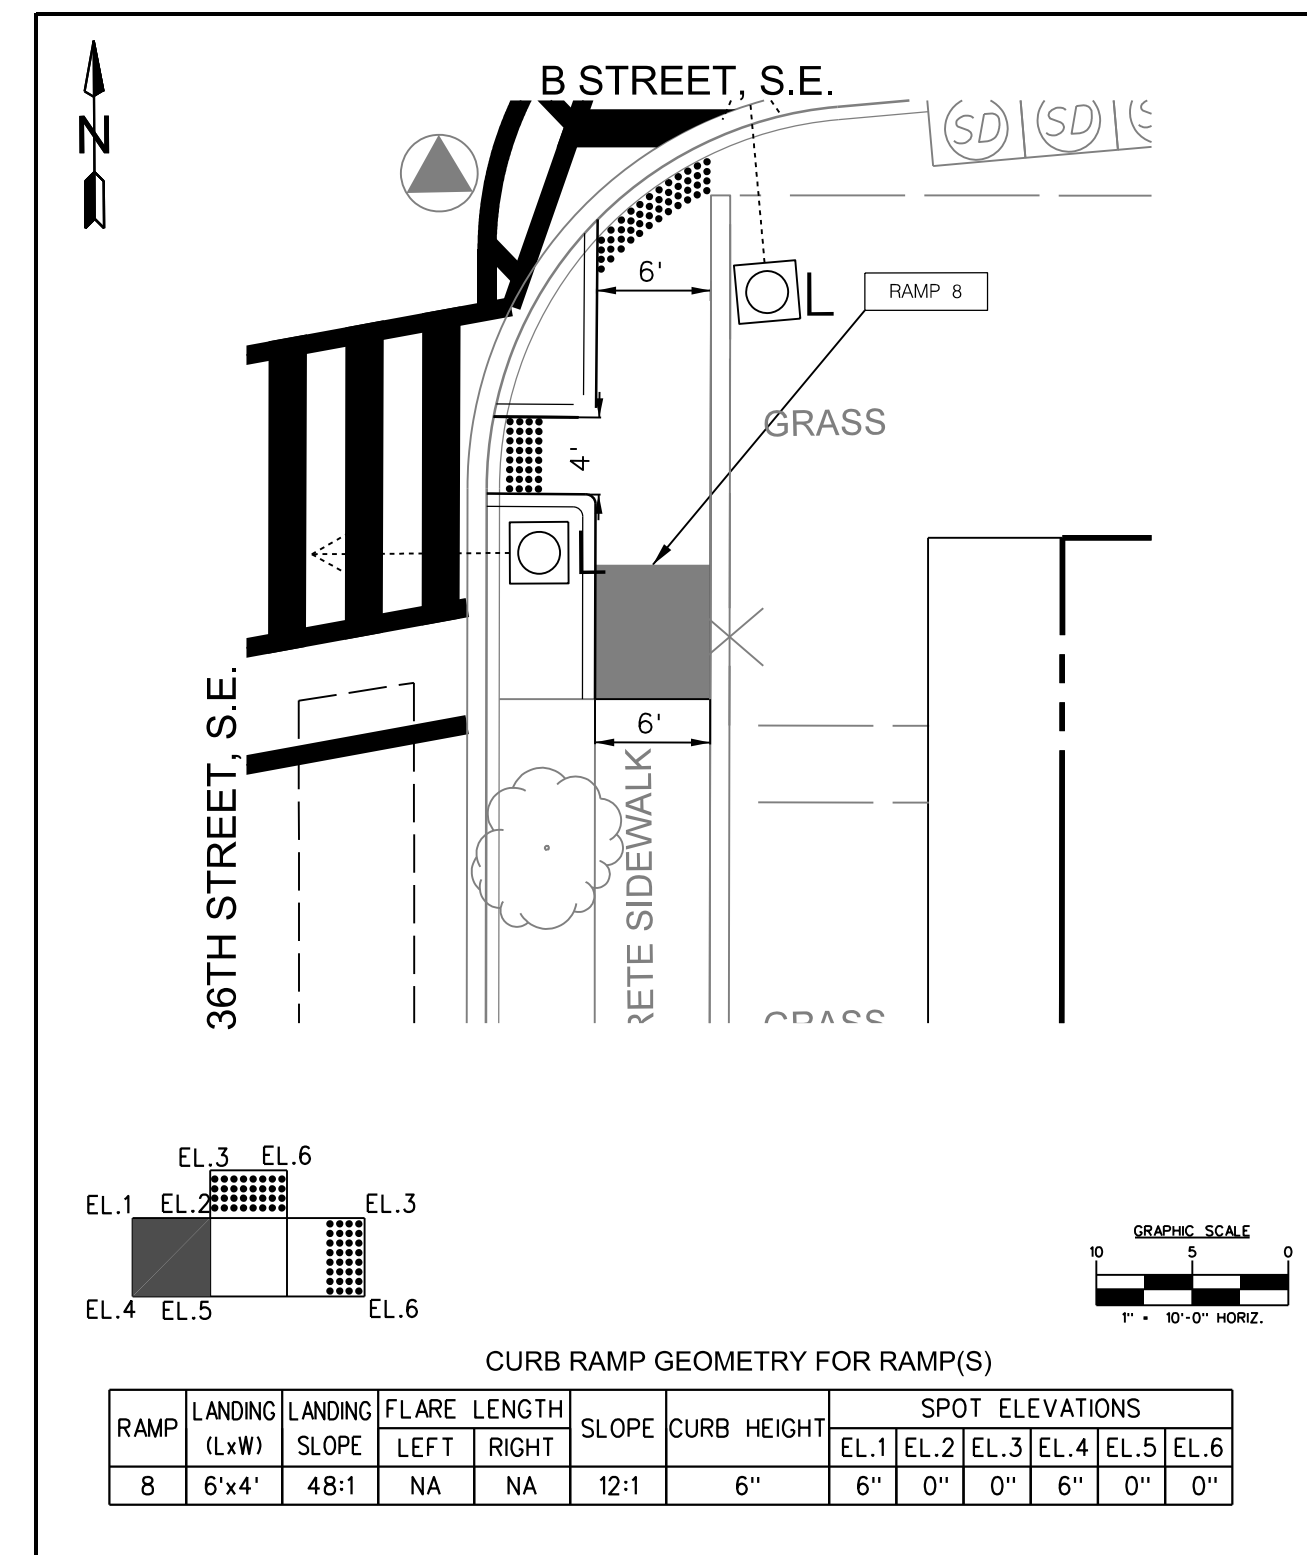 B STREET, S.E.
N
SD
SD
S
6'
L
RAMP 8
GRASS
4'
L
6'
36TH STREET, S.E.
RETE SIDEWALK
GRASS
EL.3 EL.6
EL.1 EL.2 EL.3
EL.4 EL.5 EL.6
GRAPHIC SCALE
10 5 0
1" = 10'-0" HORIZ.
CURB RAMP GEOMETRY FOR RAMP(S)
RAMP LANDING (LxW) LANDING SLOPE FLARE LENGTH SLOPE CURB HEIGHT SPOT ELEVATIONS
LEFT RIGHT EL.1 EL.2 EL.3 EL.4 EL.5 EL.6
8 6'x4' 48:1 NA NA 12:1 6" 6" 0" 0" 6" 0" 0"